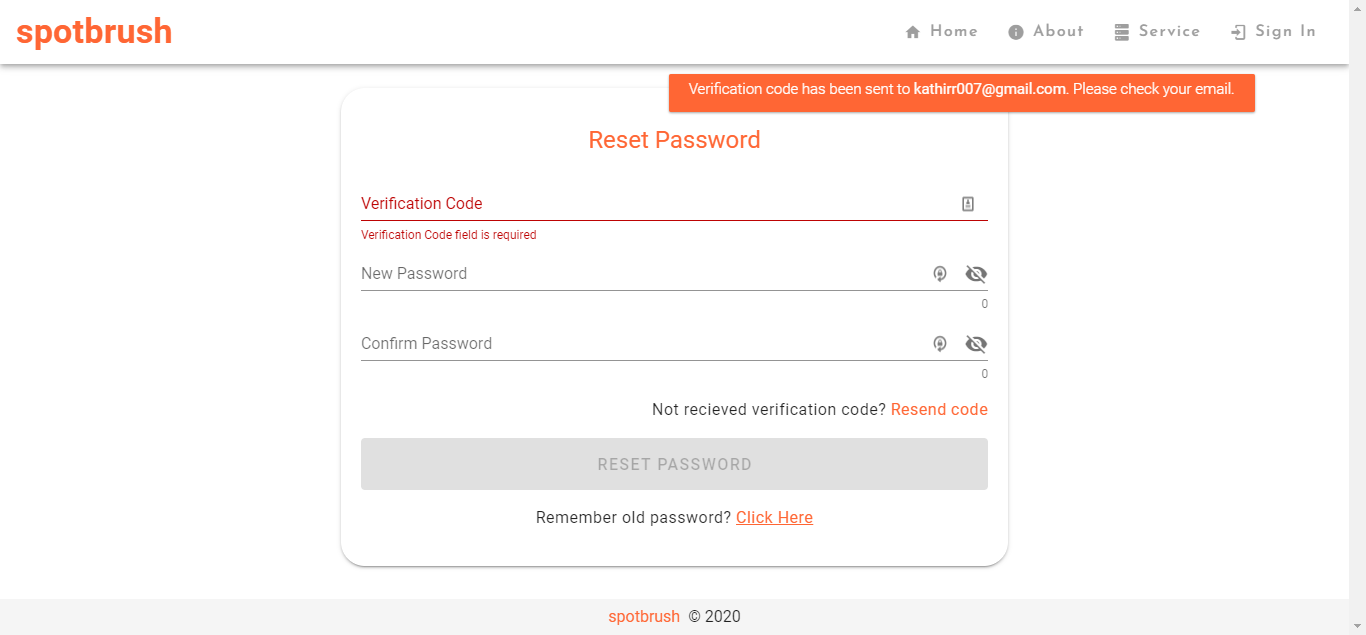 spotbrush
Home About Service Sign In
Verification code has been sent to kathirr007@gmail.com. Please check your email.
Reset Password
Verification Code
Verification Code field is required
New Password
0
Confirm Password
0
Not recieved verification code? Resend code
RESET PASSWORD
Remember old password? Click Here
spotbrush © 2020